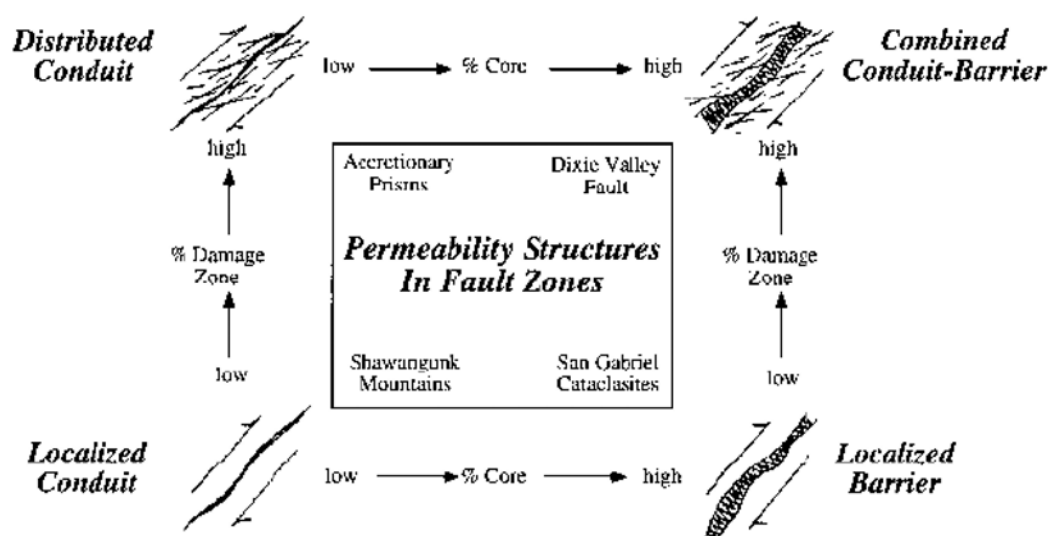 Distributed
Conduit
low % Core high
Combined
Conduit-Barrier
high
high
Accretionary
Prisms
Dixie Valley
Fault
% Damage
Zone
Permeability Structures
In Fault Zones
% Damage
Zone
Shawangunk
Mountains
San Gabriel
Cataclasites
low
low
Localized
Conduit
low % Core high
Localized
Barrier